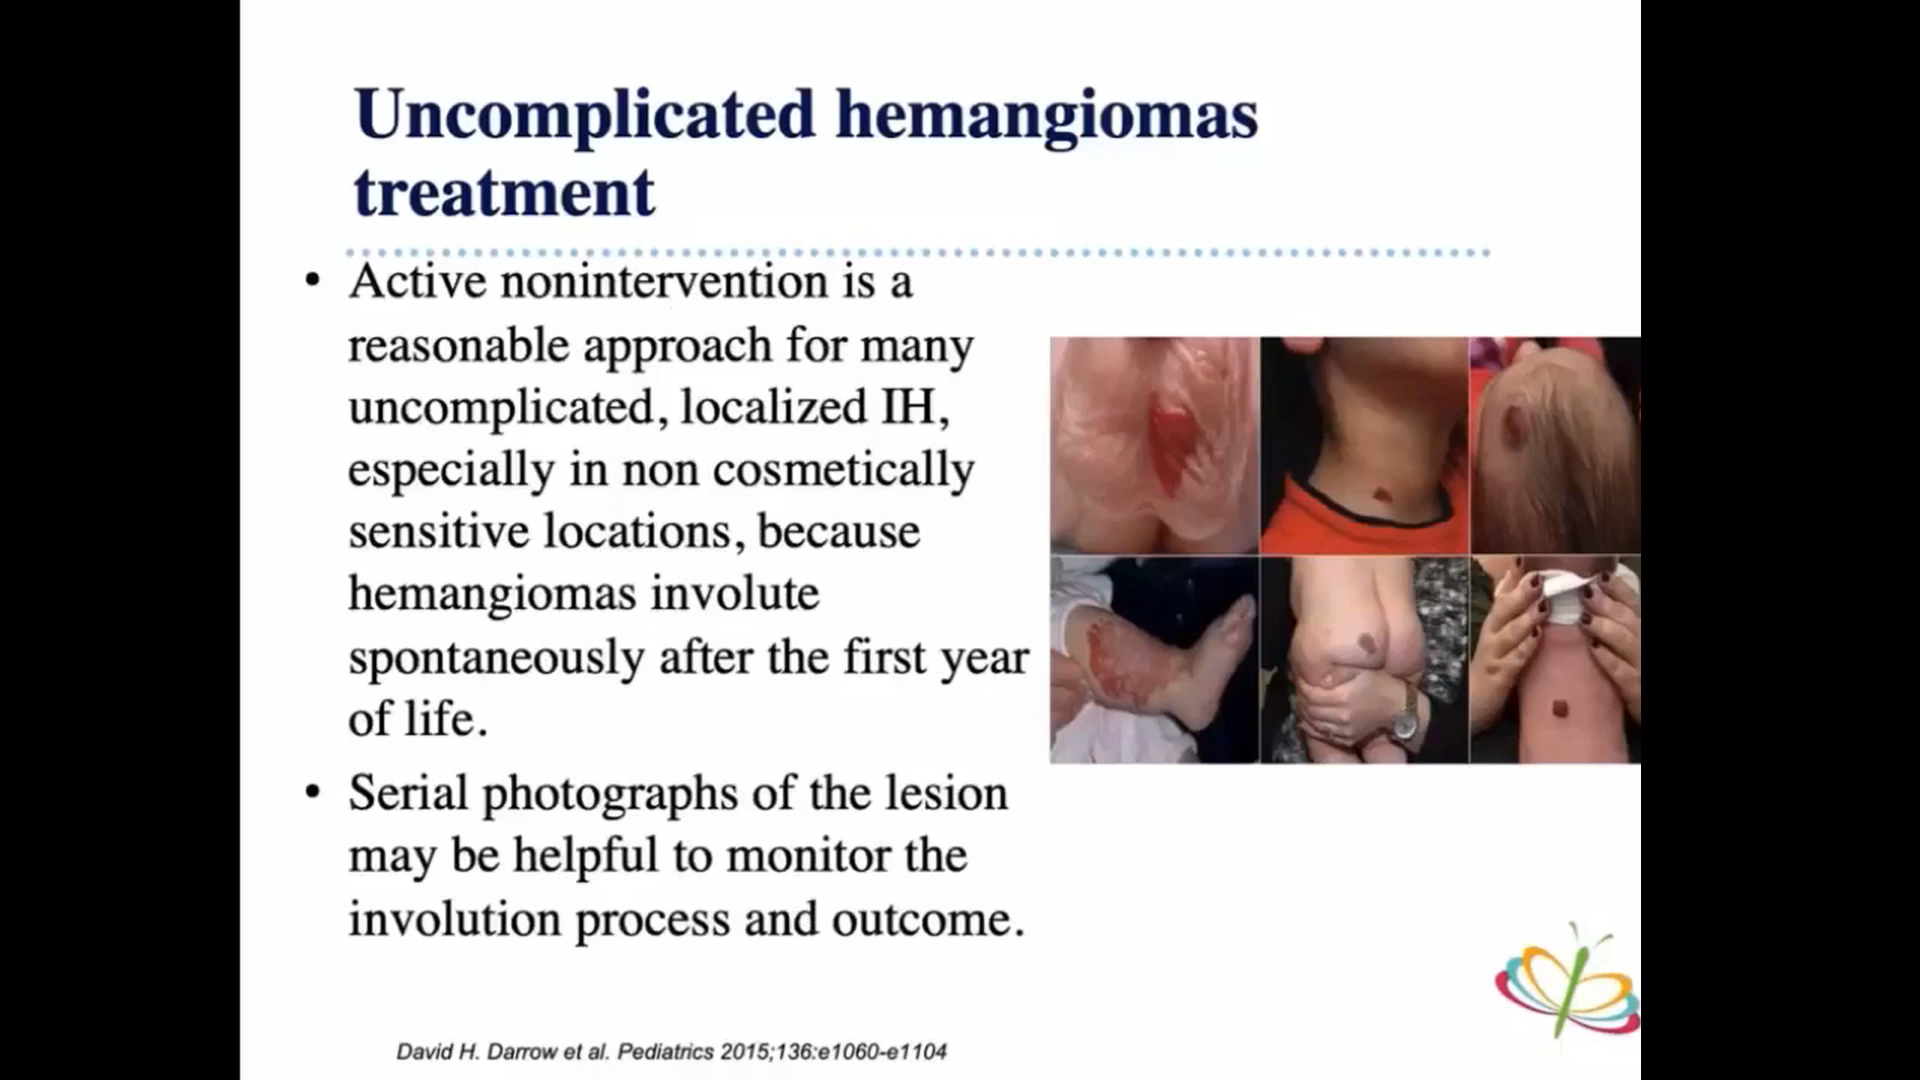 Uncomplicated hemangiomas
treatment
• Active nonintervention is a
reasonable approach for many
uncomplicated, localized IH,
especially in non cosmetically
sensitive locations, because
hemangiomas involute
spontaneously after the first year
of life.
• Serial photographs of the lesion
may be helpful to monitor the
involution process and outcome.
David H. Darrow et al. Pediatrics 2015;136:e1060-e1104